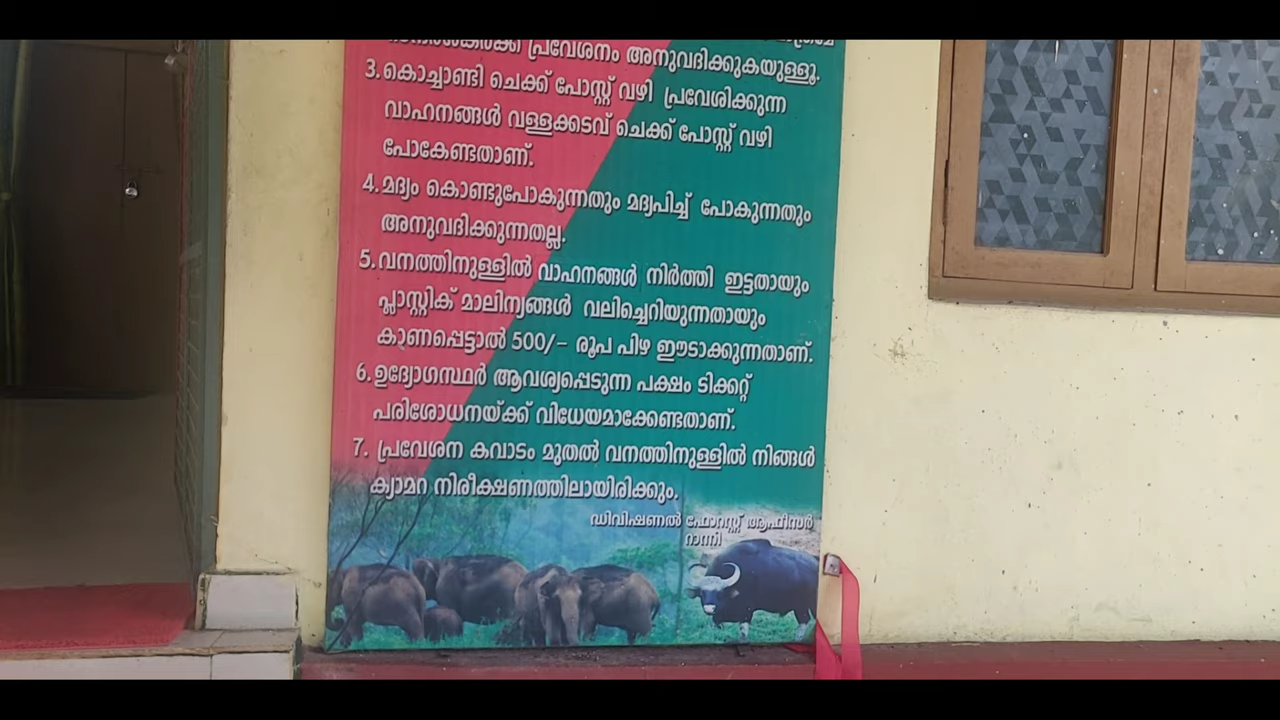 പ്രവേശനം അനുവദിക്കുകയുള്ളൂ.
3. കൊച്ചാണ്ടി ചെക്ക് പോസ്റ്റ് വഴി പ്രവേശിക്കുന്ന
വാഹനങ്ങൾ വള്ളക്കടവ് ചെക്ക് പോസ്റ്റ് വഴി
പോകേണ്ടതാണ്.
4. മദ്യം കൊണ്ടുപോകുന്നതും മദ്യപിച്ച് പോകുന്നതും
അനുവദിക്കുന്നതല്ല.
5. വനത്തിനുള്ളിൽ വാഹനങ്ങൾ നിർത്തി ഇട്ടതായും
പ്ലാസ്റ്റിക് മാലിന്യങ്ങൾ വലിച്ചെറിയുന്നതായും
കാണപ്പെട്ടാൽ 500/- രൂപ പിഴ ഈടാക്കുന്നതാണ്.
6. ഉദ്യോഗസ്ഥർ ആവശ്യപ്പെടുന്ന പക്ഷം ടിക്കറ്റ്
പരിശോധനയ്ക്ക് വിധേയമാക്കേണ്ടതാണ്.
7. പ്രവേശന കവാടം മുതൽ വനത്തിനുള്ളിൽ നിങ്ങൾ
ക്യാമറ നിരീക്ഷണത്തിലായിരിക്കും.
ഡിവിഷണൽ ഫോറസ്റ്റ് ആഫീസർ
റാന്നി